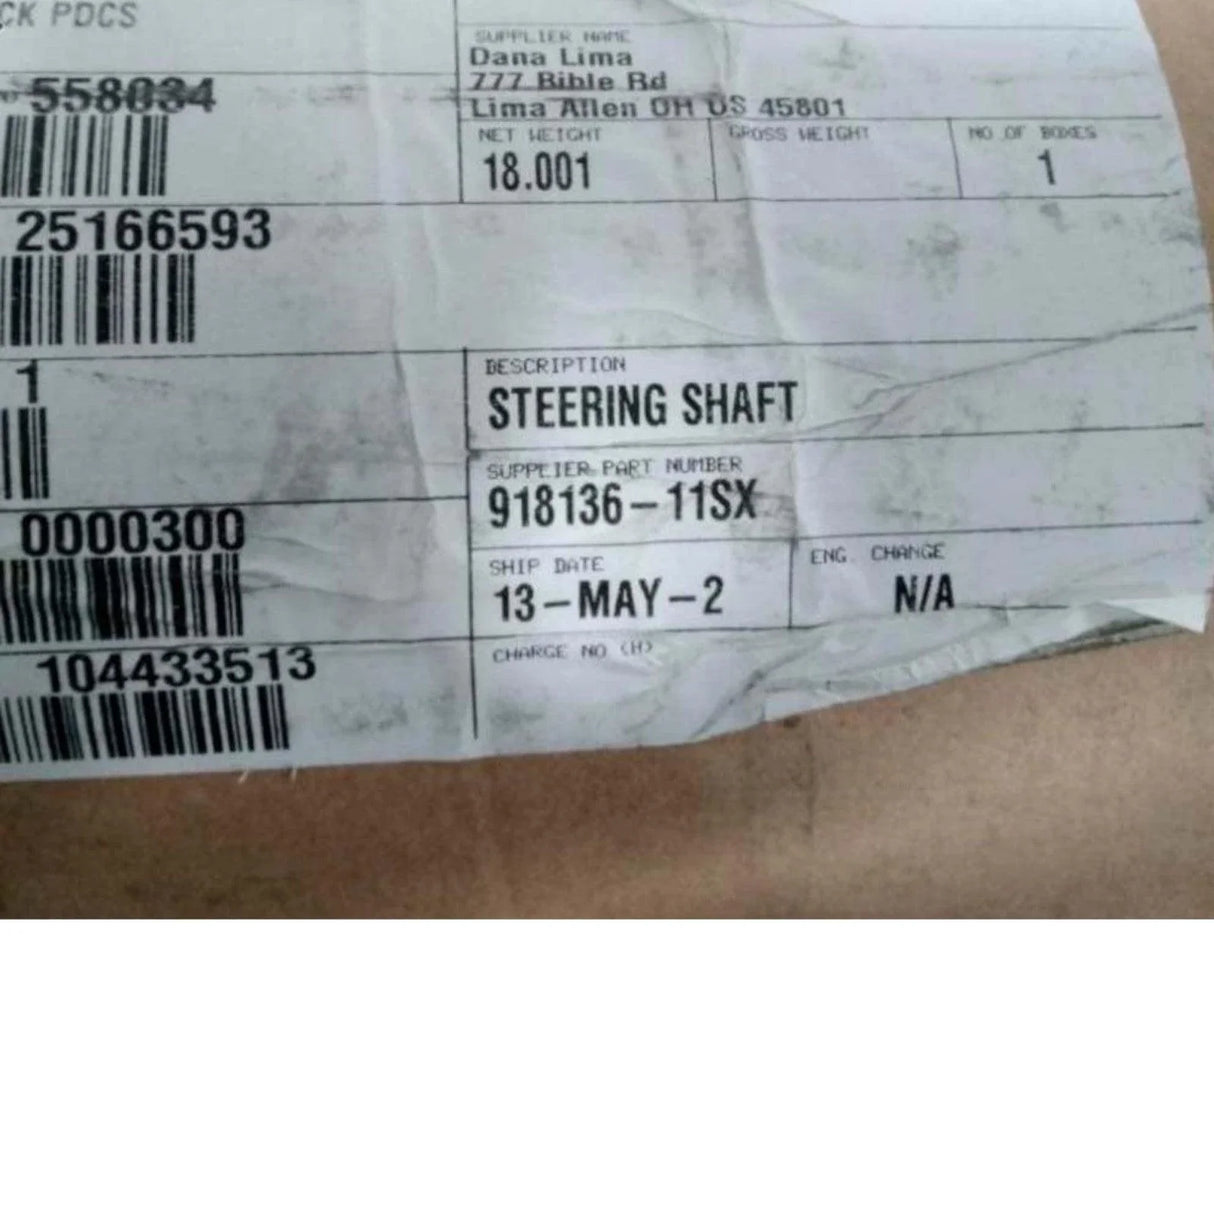 CK PDCS
SUPPLIER NAME
Dana Lima
777 Bible Rd
Lima Allen OH US 45801
558034
NET WEIGHT
18.001
GROSS WEIGHT
NO OF BOXES
1
25166593
1
DESCRIPTION
STEERING SHAFT
SUPPLIER PART NUMBER
918136-11SX
0000300
SHIP DATE
13-MAY-2
ENG. CHANGE
N/A
104433513
CHARGE NO (H)